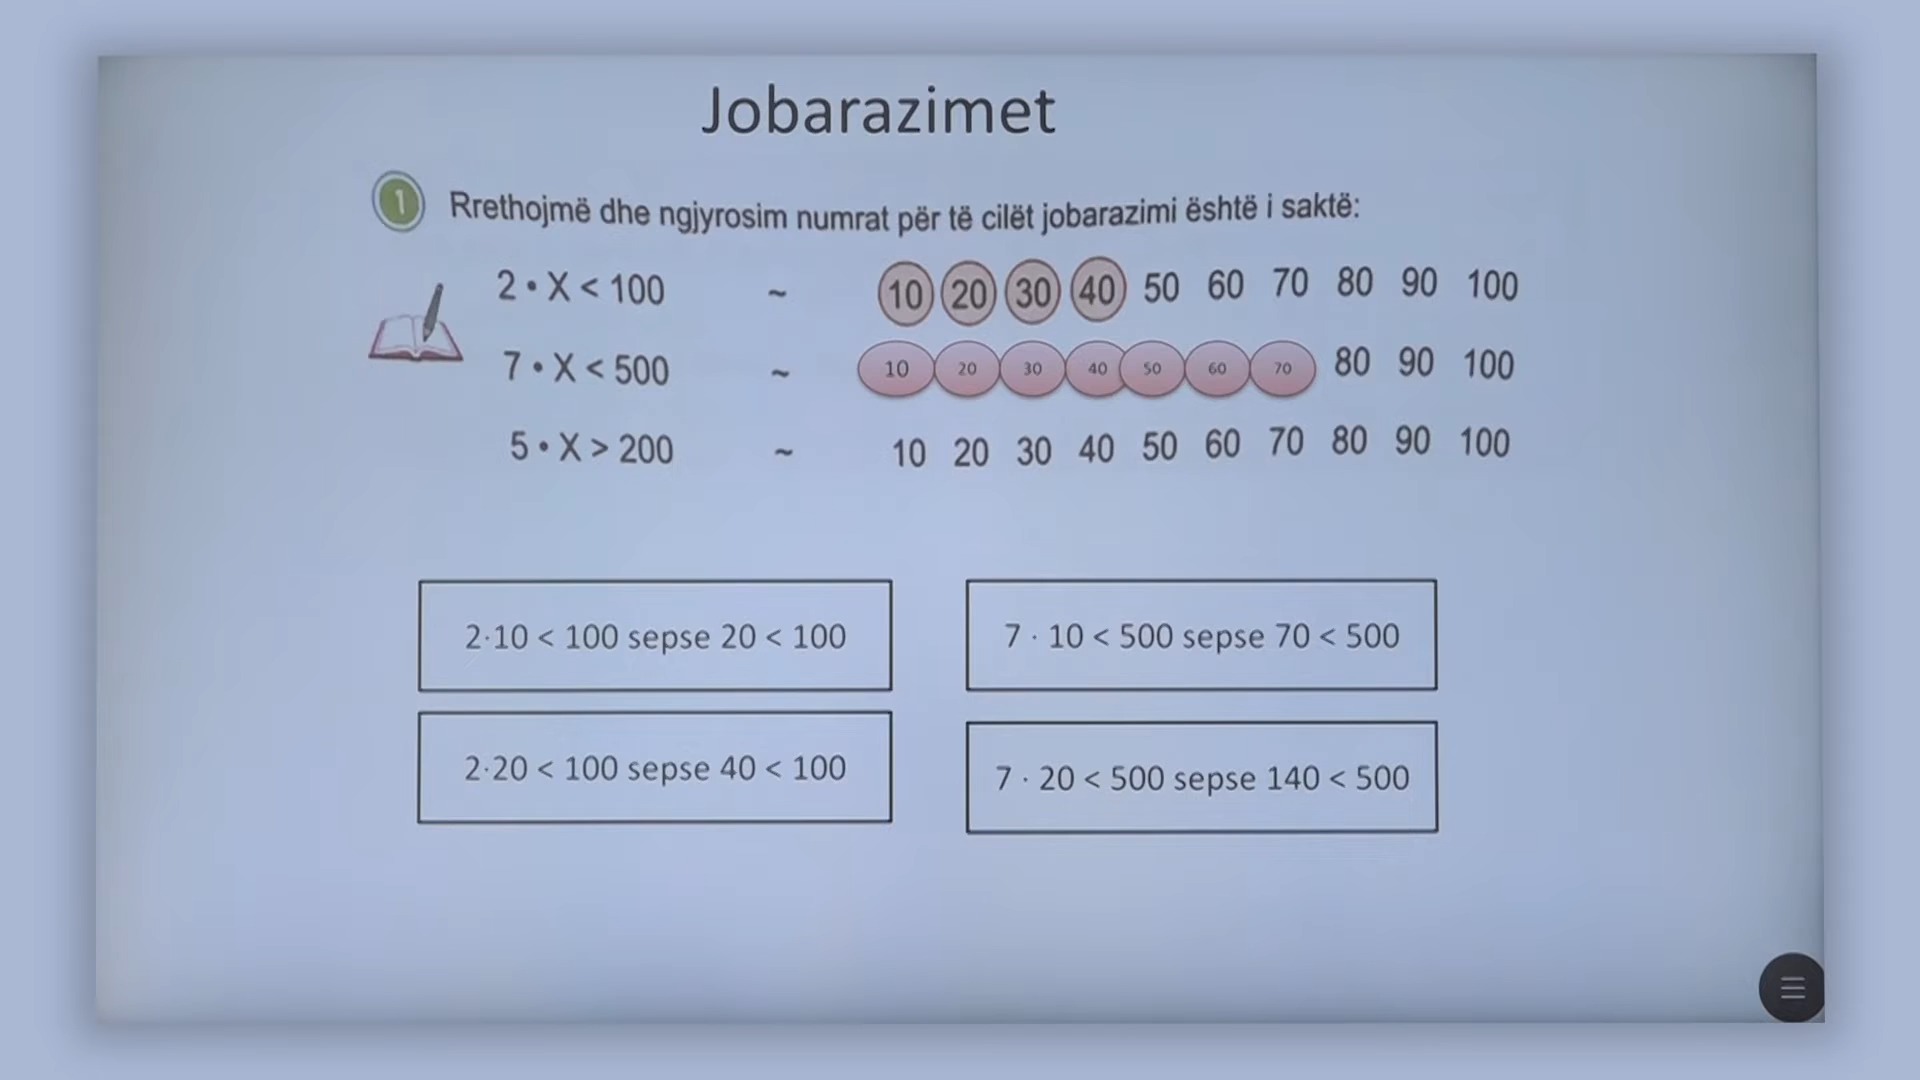 Jobarazimet
1 Rrethojmë dhe ngjyrosim numrat për të cilët jobarazimi është i saktë:
2 • X < 100 ~ 10 20 30 40 50 60 70 80 90 100
7 • X < 500 ~ 10 20 30 40 50 60 70 80 90 100
5 • X > 200 ~ 10 20 30 40 50 60 70 80 90 100
2·10 < 100 sepse 20 < 100
7 · 10 < 500 sepse 70 < 500
2·20 < 100 sepse 40 < 100
7 · 20 < 500 sepse 140 < 500